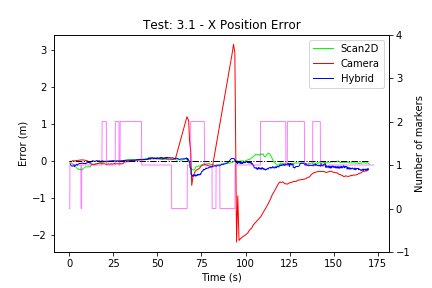 Test: 3.1 - X Position Error
Scan2D
Camera
Hybrid
Error (m)
3
2
1
0
−1
−2
4
3
2
1
0
−1
Number of markers
0
25
50
75
100
125
150
175
Time (s)